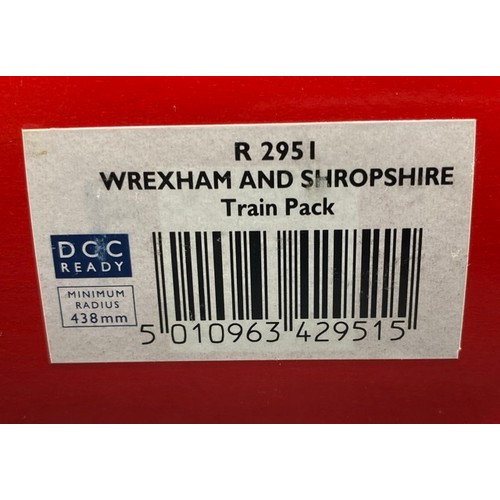 R 2951
WREXHAM AND SHROPSHIRE
Train Pack
DCC
READY
MINIMUM
RADIUS
438mm
5 010963 429515